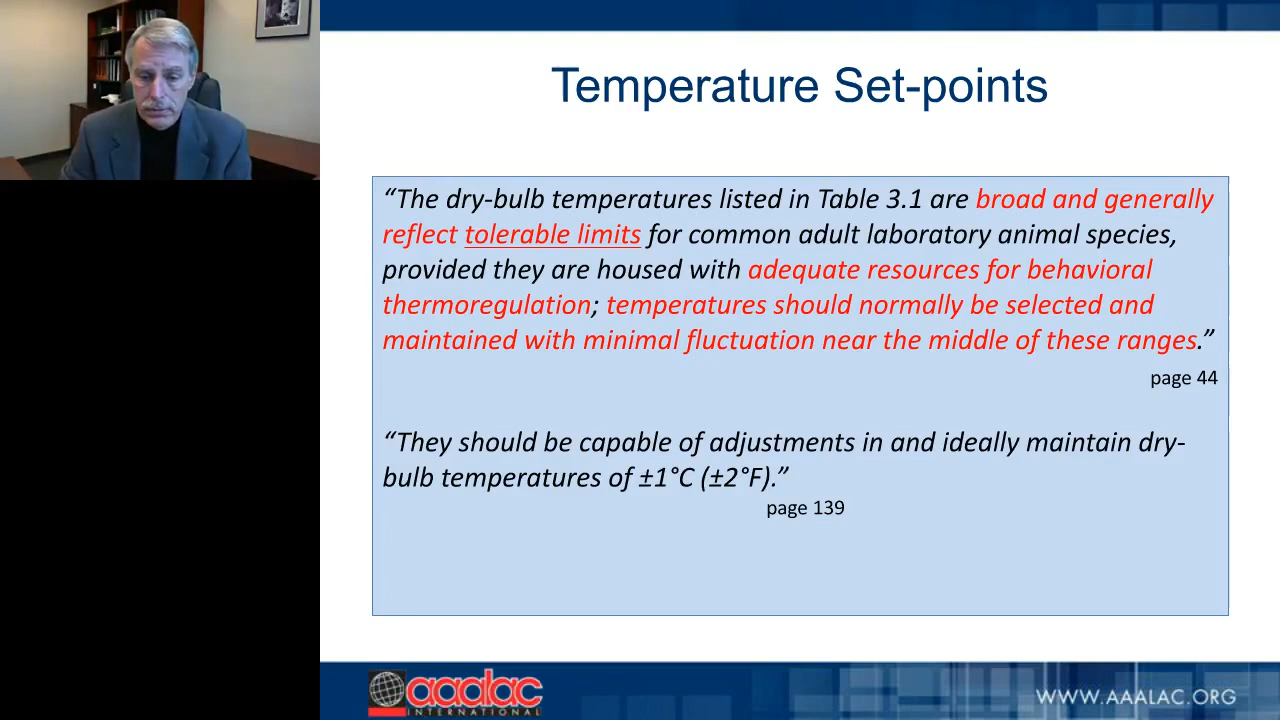 Temperature Set-points
“The dry-bulb temperatures listed in Table 3.1 are broad and generally
reflect tolerable limits for common adult laboratory animal species,
provided they are housed with adequate resources for behavioral
thermoregulation; temperatures should normally be selected and
maintained with minimal fluctuation near the middle of these ranges.”
page 44
“They should be capable of adjustments in and ideally maintain dry-
bulb temperatures of ±1°C (±2°F).”
page 139
aaalac
INTERNATIONAL
WWW.AAALAC.ORG